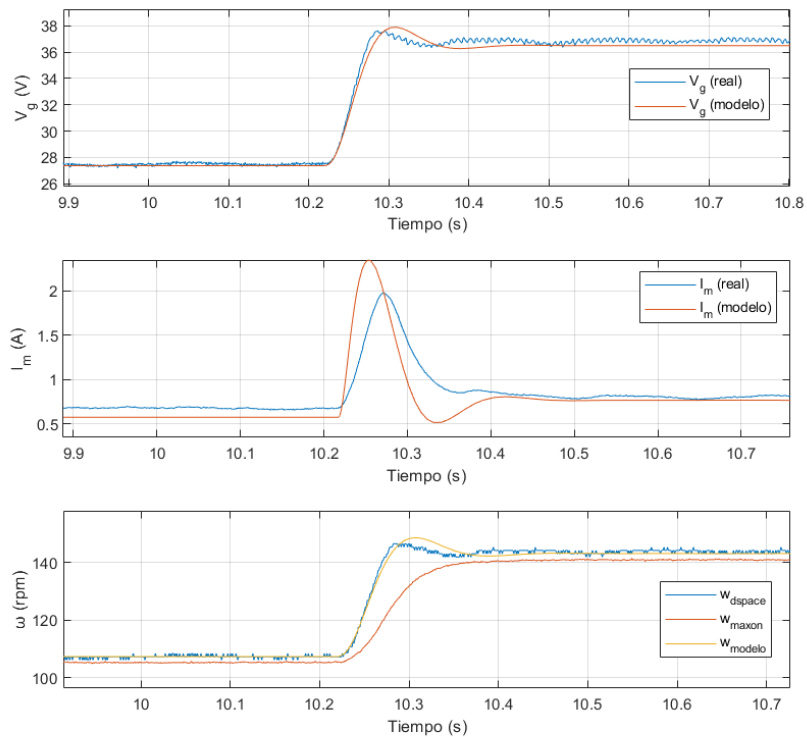 38
36
34
32
30
28
26
V_g (V)
V_g (real)
V_g (modelo)
9.9 10 10.1 10.2 10.3 10.4 10.5 10.6 10.7 10.8
Tiempo (s)
2
1.5
1
0.5
I_m (A)
I_m (real)
I_m (modelo)
9.9 10 10.1 10.2 10.3 10.4 10.5 10.6 10.7
Tiempo (s)
140
120
100
ω (rpm)
w_dspace
w_maxon
w_modelo
10 10.1 10.2 10.3 10.4 10.5 10.6 10.7
Tiempo (s)